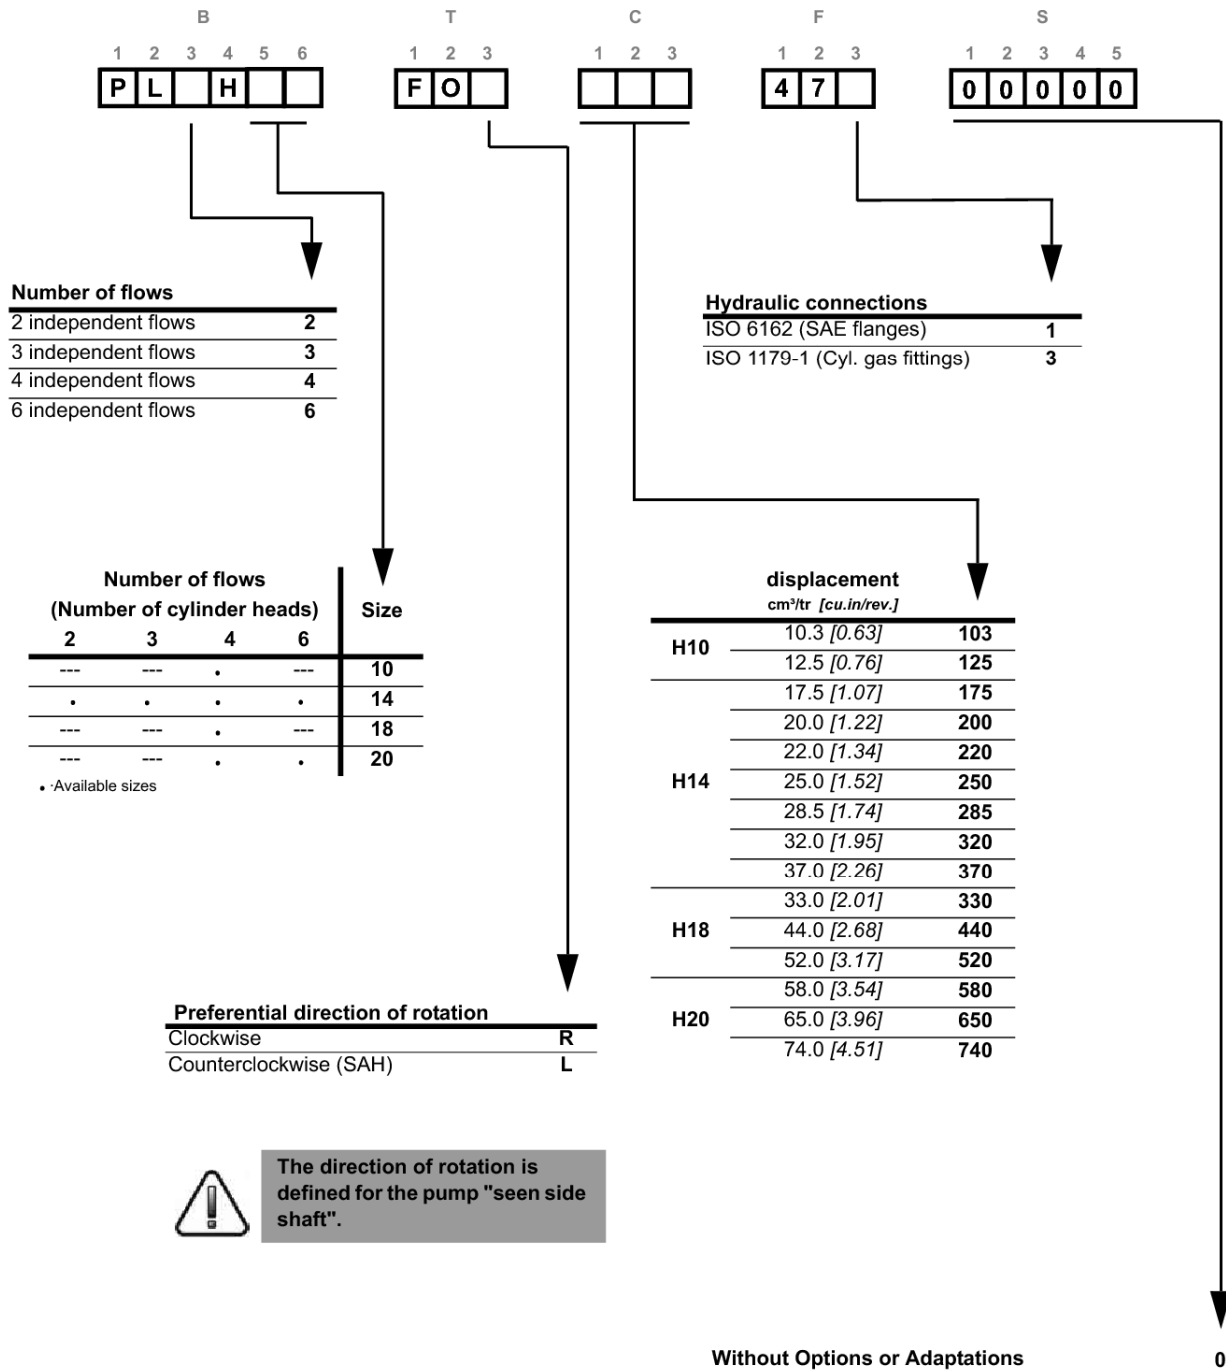 B T C F S
1 2 3 4 5 6 1 2 3 1 2 3 1 2 3 1 2 3 4 5
P L H F O 4 7 0 0 0 0 0
Number of flows
2 independent flows 2
3 independent flows 3
4 independent flows 4
6 independent flows 6
Hydraulic connections
ISO 6162 (SAE flanges) 1
ISO 1179-1 (Cyl. gas fittings) 3
Number of flows
(Number of cylinder heads) Size
2 3 4 6
--- --- • --- 10
• • • • 14
--- --- • --- 18
--- --- • • 20
• ·Available sizes
displacement
cm³/tr [cu.in/rev.]
H10
10.3 [0.63] 103
12.5 [0.76] 125
H14
17.5 [1.07] 175
20.0 [1.22] 200
22.0 [1.34] 220
25.0 [1.52] 250
28.5 [1.74] 285
32.0 [1.95] 320
37.0 [2.26] 370
H18
33.0 [2.01] 330
44.0 [2.68] 440
52.0 [3.17] 520
H20
58.0 [3.54] 580
65.0 [3.96] 650
74.0 [4.51] 740
Preferential direction of rotation
Clockwise R
Counterclockwise (SAH) L
The direction of rotation is
defined for the pump "seen side
shaft".
Without Options or Adaptations 0